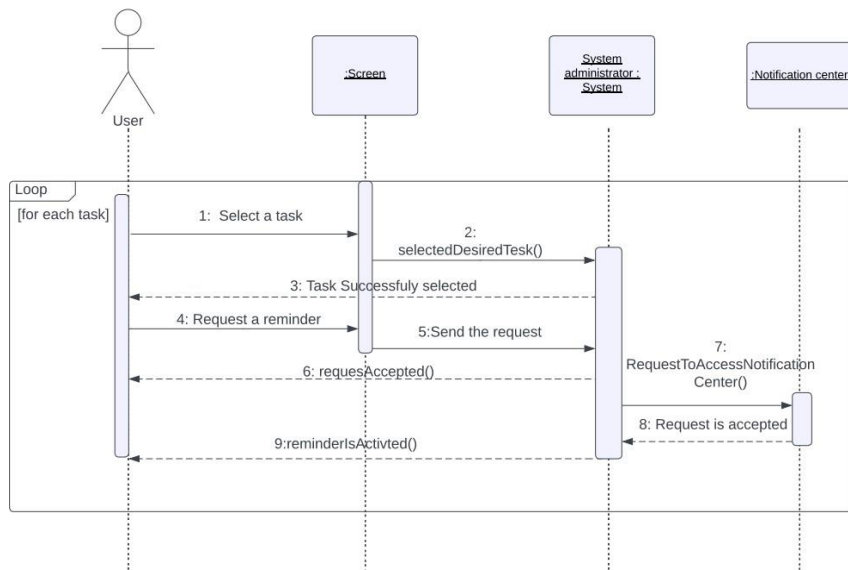 :Screen
System
administrator :
System
:Notification center
User
Loop
[for each task]
1:  Select a task
2:
selectedDesiredTesk()
3: Task Successfuly selected
4: Request a reminder
5:Send the request
6: requesAccepted()
7:
RequestToAccessNotification
Center()
8: Request is accepted
9:reminderIsActivted()